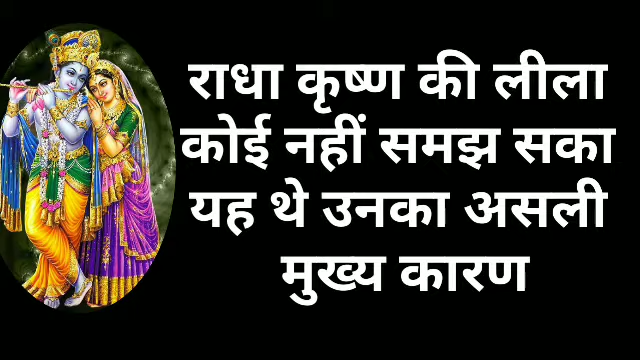 राधा कृष्ण की लीला
कोई नहीं समझ सका
यह थे उनका असली
मुख्य कारण